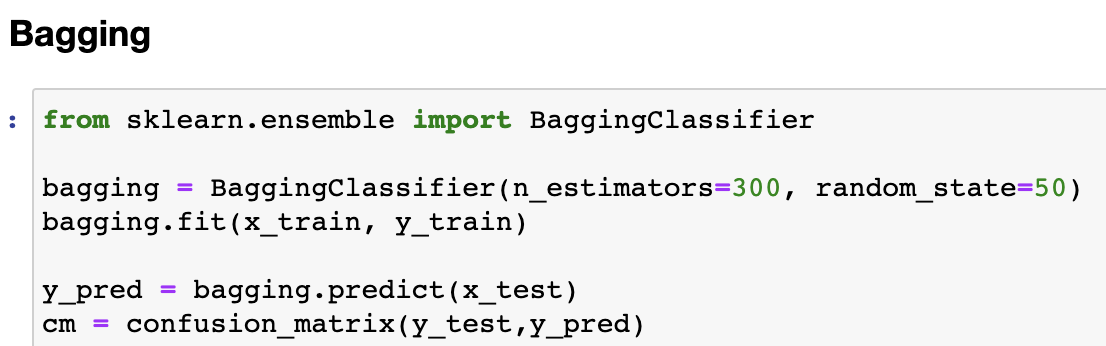 Bagging
: from sklearn.ensemble import BaggingClassifier
bagging = BaggingClassifier(n_estimators=300, random_state=50)
bagging.fit(x_train, y_train)
y_pred = bagging.predict(x_test)
cm = confusion_matrix(y_test,y_pred)